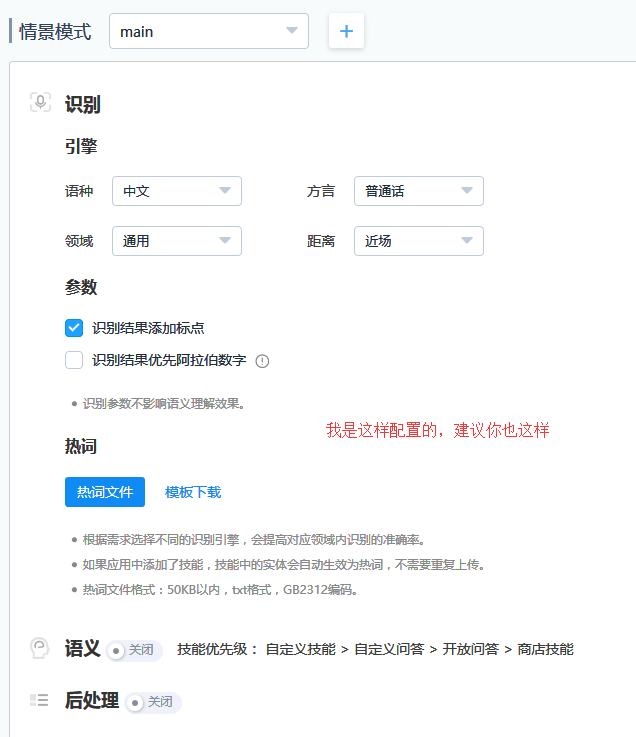 情景模式 main +
识别
引擎
语种 中文 方言 普通话
领域 通用 距离 近场
参数
识别结果添加标点
识别结果优先阿拉伯数字
识别参数不影响语义理解效果。
我是这样配置的，建议你也这样
热词
热词文件 模板下载
根据需求选择不同的识别引擎，会提高对应领域内识别的准确率。
如果应用中添加了技能，技能中的实体会自动生效为热词，不需要重复上传。
热词文件格式：50KB以内，txt格式，GB2312编码。
语义 关闭 技能优先级： 自定义技能 > 自定义问答 > 开放问答 > 商店技能
后处理 关闭